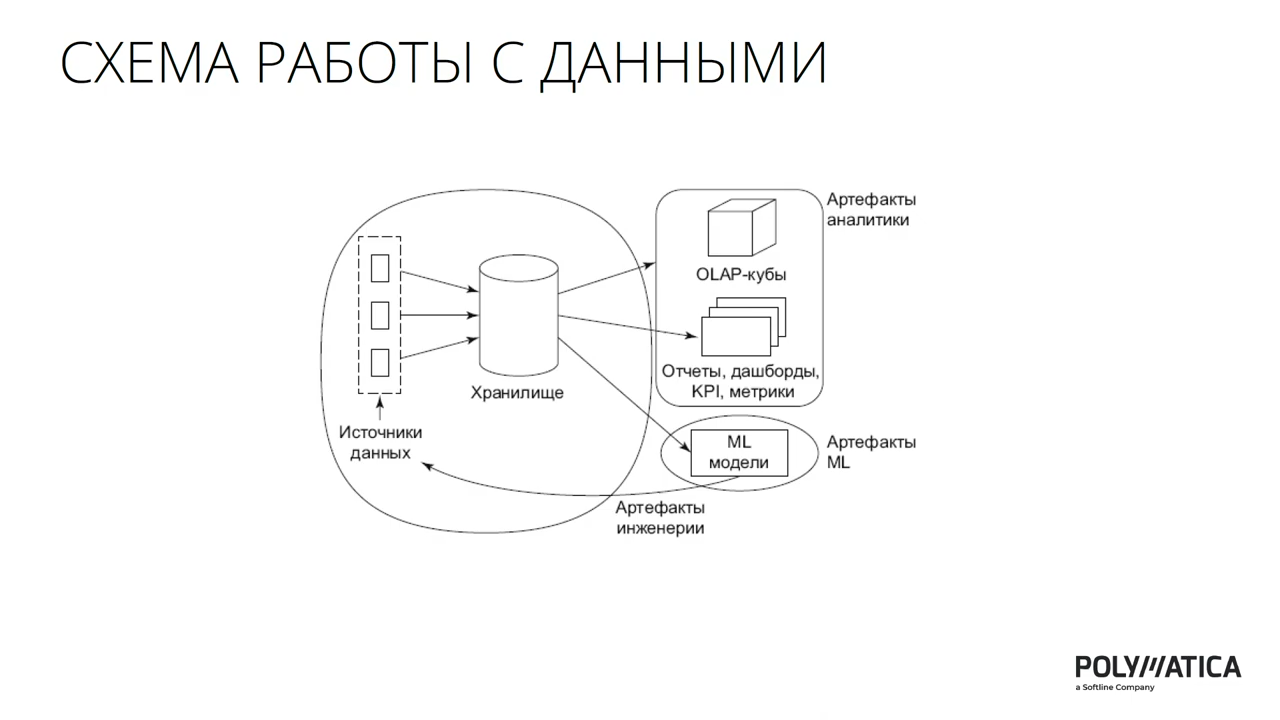 СХЕМА РАБОТЫ С ДАННЫМИ
Артефакты
аналитики
OLAP-кубы
Отчеты, дашборды,
KPI, метрики
Хранилище
Источники
данных
ML
модели
Артефакты
ML
Артефакты
инженерии
POLYMATICA
a Softline Company